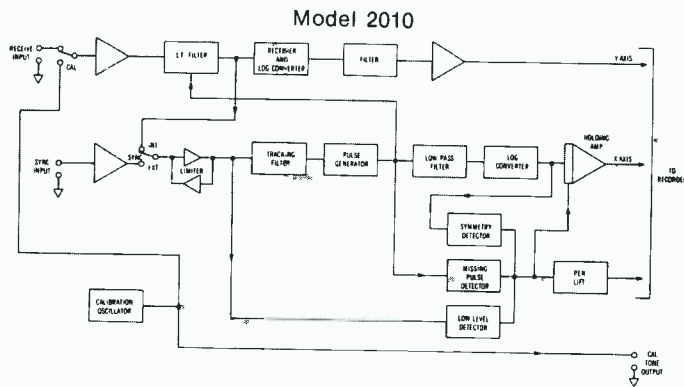 Model 2010
RECEIVE
INPUT
CAL
LT FILTER
RECTIFIER
AND
LOG CONVERTER
FILTER
Y AXIS
SYNC
INPUT
SYNC
INT
EXT
LIMITER
TRACKING
FILTER
PULSE
GENERATOR
LOW PASS
FILTER
LOG
CONVERTER
HOLDING
AMP
X AXIS
TO
RECORDER
SYMMETRY
DETECTOR
MISSING
PULSE
DETECTOR
PEN
LIFT
CALIBRATION
OSCILLATOR
LOW LEVEL
DETECTOR
CAL
TONE
OUTPUT